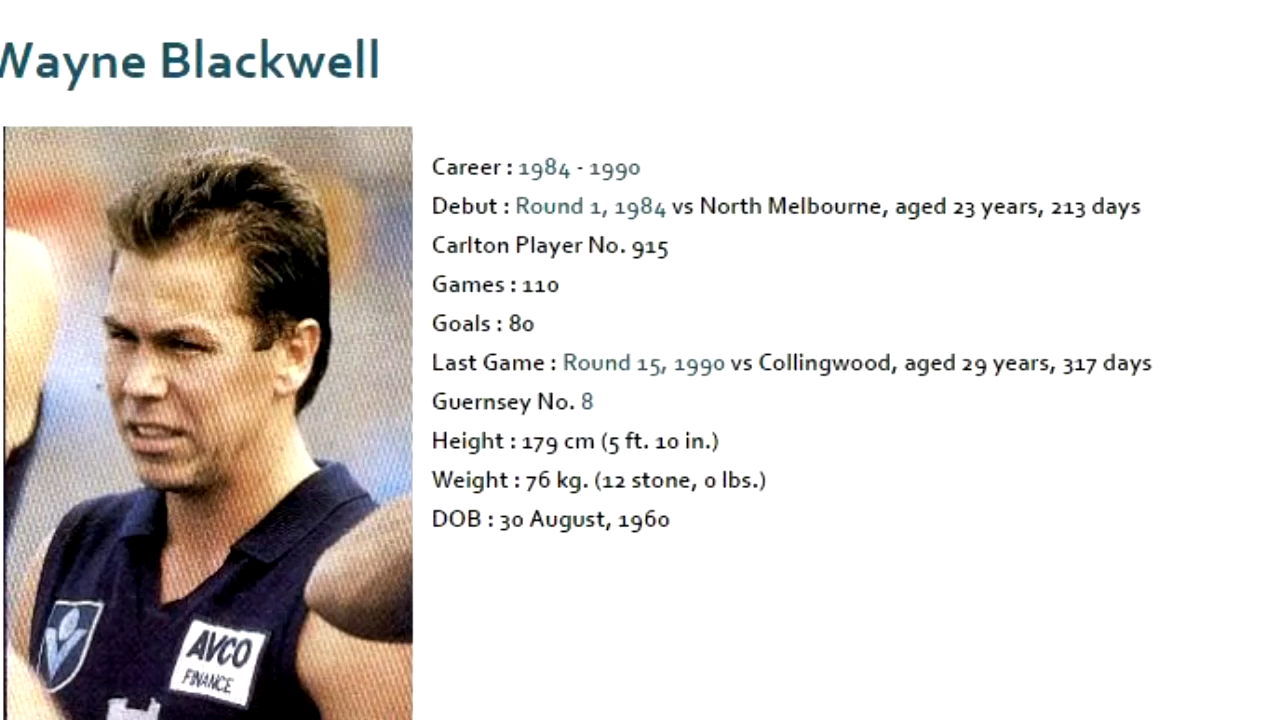 Wayne Blackwell
Career : 1984 - 1990
Debut : Round 1, 1984 vs North Melbourne, aged 23 years, 213 days
Carlton Player No. 915
Games : 110
Goals : 80
Last Game : Round 15, 1990 vs Collingwood, aged 29 years, 317 days
Guernsey No. 8
Height : 179 cm (5 ft. 10 in.)
Weight : 76 kg. (12 stone, 0 lbs.)
DOB : 30 August, 1960
AVCO
FINANCE